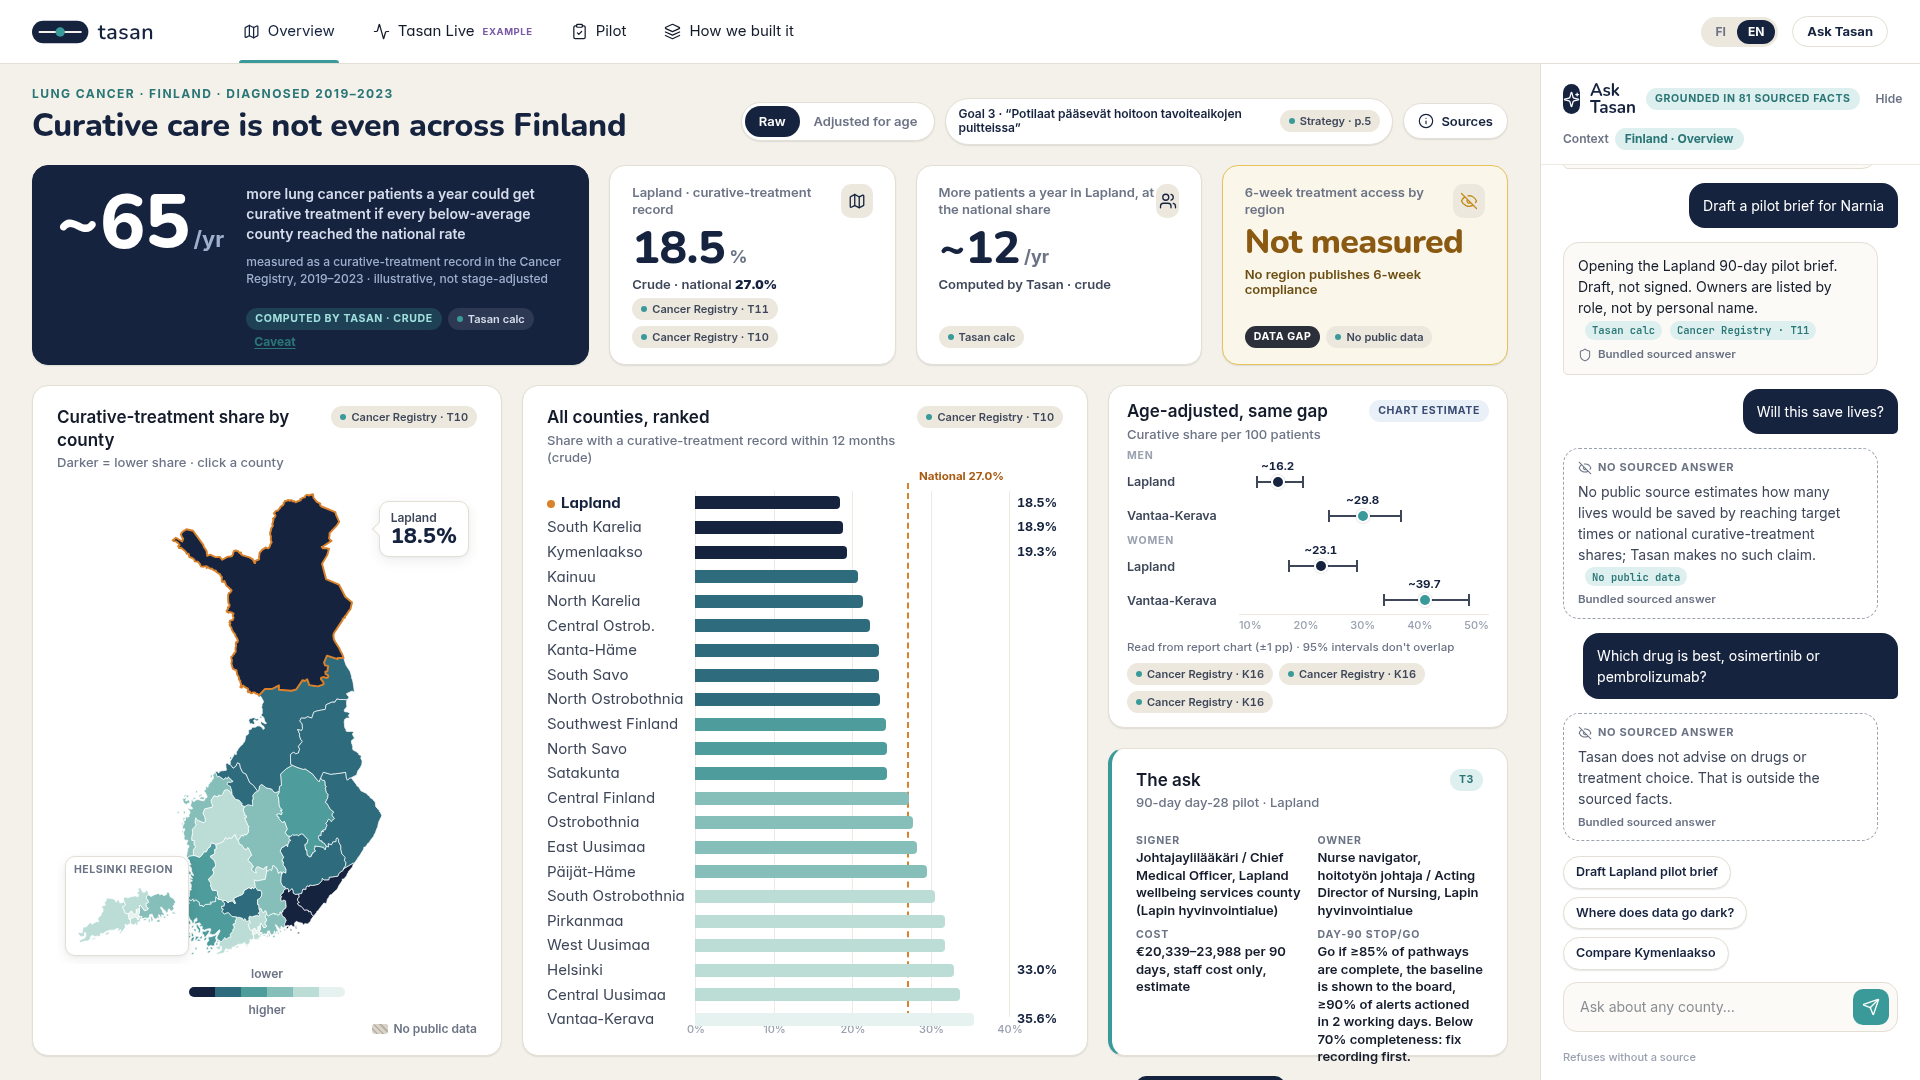 tasan
Overview
Tasan Live EXAMPLE
Pilot
How we built it
FI EN
Ask Tasan
LUNG CANCER · FINLAND · DIAGNOSED 2019–2023
Curative care is not even across Finland
Raw
Adjusted for age
Goal 3 · “Potilaat pääsevät hoitoon tavoiteaikojen
puitteissa”
Strategy · p.5
Sources
~65/yr
more lung cancer patients a year could get
curative treatment if every below-average
county reached the national rate
measured as a curative-treatment record in the Cancer
Registry, 2019–2023 · illustrative, not stage-adjusted
COMPUTED BY TASAN · CRUDE
Tasan calc
Caveat
Lapland · curative-treatment
record
18.5 %
Crude · national 27.0%
Cancer Registry · T11
Cancer Registry · T10
More patients a year in Lapland, at
the national share
~12 /yr
Computed by Tasan · crude
Tasan calc
6-week treatment access by
region
Not measured
No region publishes 6-week
compliance
DATA GAP
No public data
Curative-treatment share by
county
Cancer Registry · T10
Darker = lower share · click a county
Lapland
18.5%
HELSINKI REGION
lower
higher
No public data
All counties, ranked
Cancer Registry · T10
Share with a curative-treatment record within 12 months
(crude)
National 27.0%
Lapland 18.5%
South Karelia 18.9%
Kymenlaakso 19.3%
Kainuu
North Karelia
Central Ostrob.
Kanta-Häme
South Savo
North Ostrobothnia
Southwest Finland
North Savo
Satakunta
Central Finland
Ostrobothnia
East Uusimaa
Päijät-Häme
South Ostrobothnia
Pirkanmaa
West Uusimaa
Helsinki 33.0%
Central Uusimaa
Vantaa-Kerava 35.6%
0% 10% 20% 30% 40%
Age-adjusted, same gap
CHART ESTIMATE
Curative share per 100 patients
MEN
~16.2
Lapland
~29.8
Vantaa-Kerava
WOMEN
~23.1
Lapland
~39.7
Vantaa-Kerava
10% 20% 30% 40% 50%
Read from report chart (±1 pp) · 95% intervals don't overlap
Cancer Registry · K16
Cancer Registry · K16
Cancer Registry · K16
The ask
T3
90-day day-28 pilot · Lapland
SIGNER
Johtajaylilääkäri / Chief
Medical Officer, Lapland
wellbeing services county
(Lapin hyvinvointialue)
OWNER
Nurse navigator,
hoitotyön johtaja / Acting
Director of Nursing, Lapin
hyvinvointialue
COST
€20,339–23,988 per 90
days, staff cost only,
estimate
DAY-90 STOP/GO
Go if ≥85% of pathways
are complete, the baseline
is shown to the board,
≥90% of alerts actioned
in 2 working days. Below
70% completeness: fix
recording first.
Ask
Tasan
GROUNDED IN 81 SOURCED FACTS
Hide
Context
Finland · Overview
Draft a pilot brief for Narnia
Opening the Lapland 90-day pilot brief.
Draft, not signed. Owners are listed by
role, not by personal name.
Tasan calc
Cancer Registry · T11
Bundled sourced answer
Will this save lives?
NO SOURCED ANSWER
No public source estimates how many
lives would be saved by reaching target
times or national curative-treatment
shares; Tasan makes no such claim.
No public data
Bundled sourced answer
Which drug is best, osimertinib or
pembrolizumab?
NO SOURCED ANSWER
Tasan does not advise on drugs or
treatment choice. That is outside the
sourced facts.
Bundled sourced answer
Draft Lapland pilot brief
Where does data go dark?
Compare Kymenlaakso
Ask about any county...
Refuses without a source